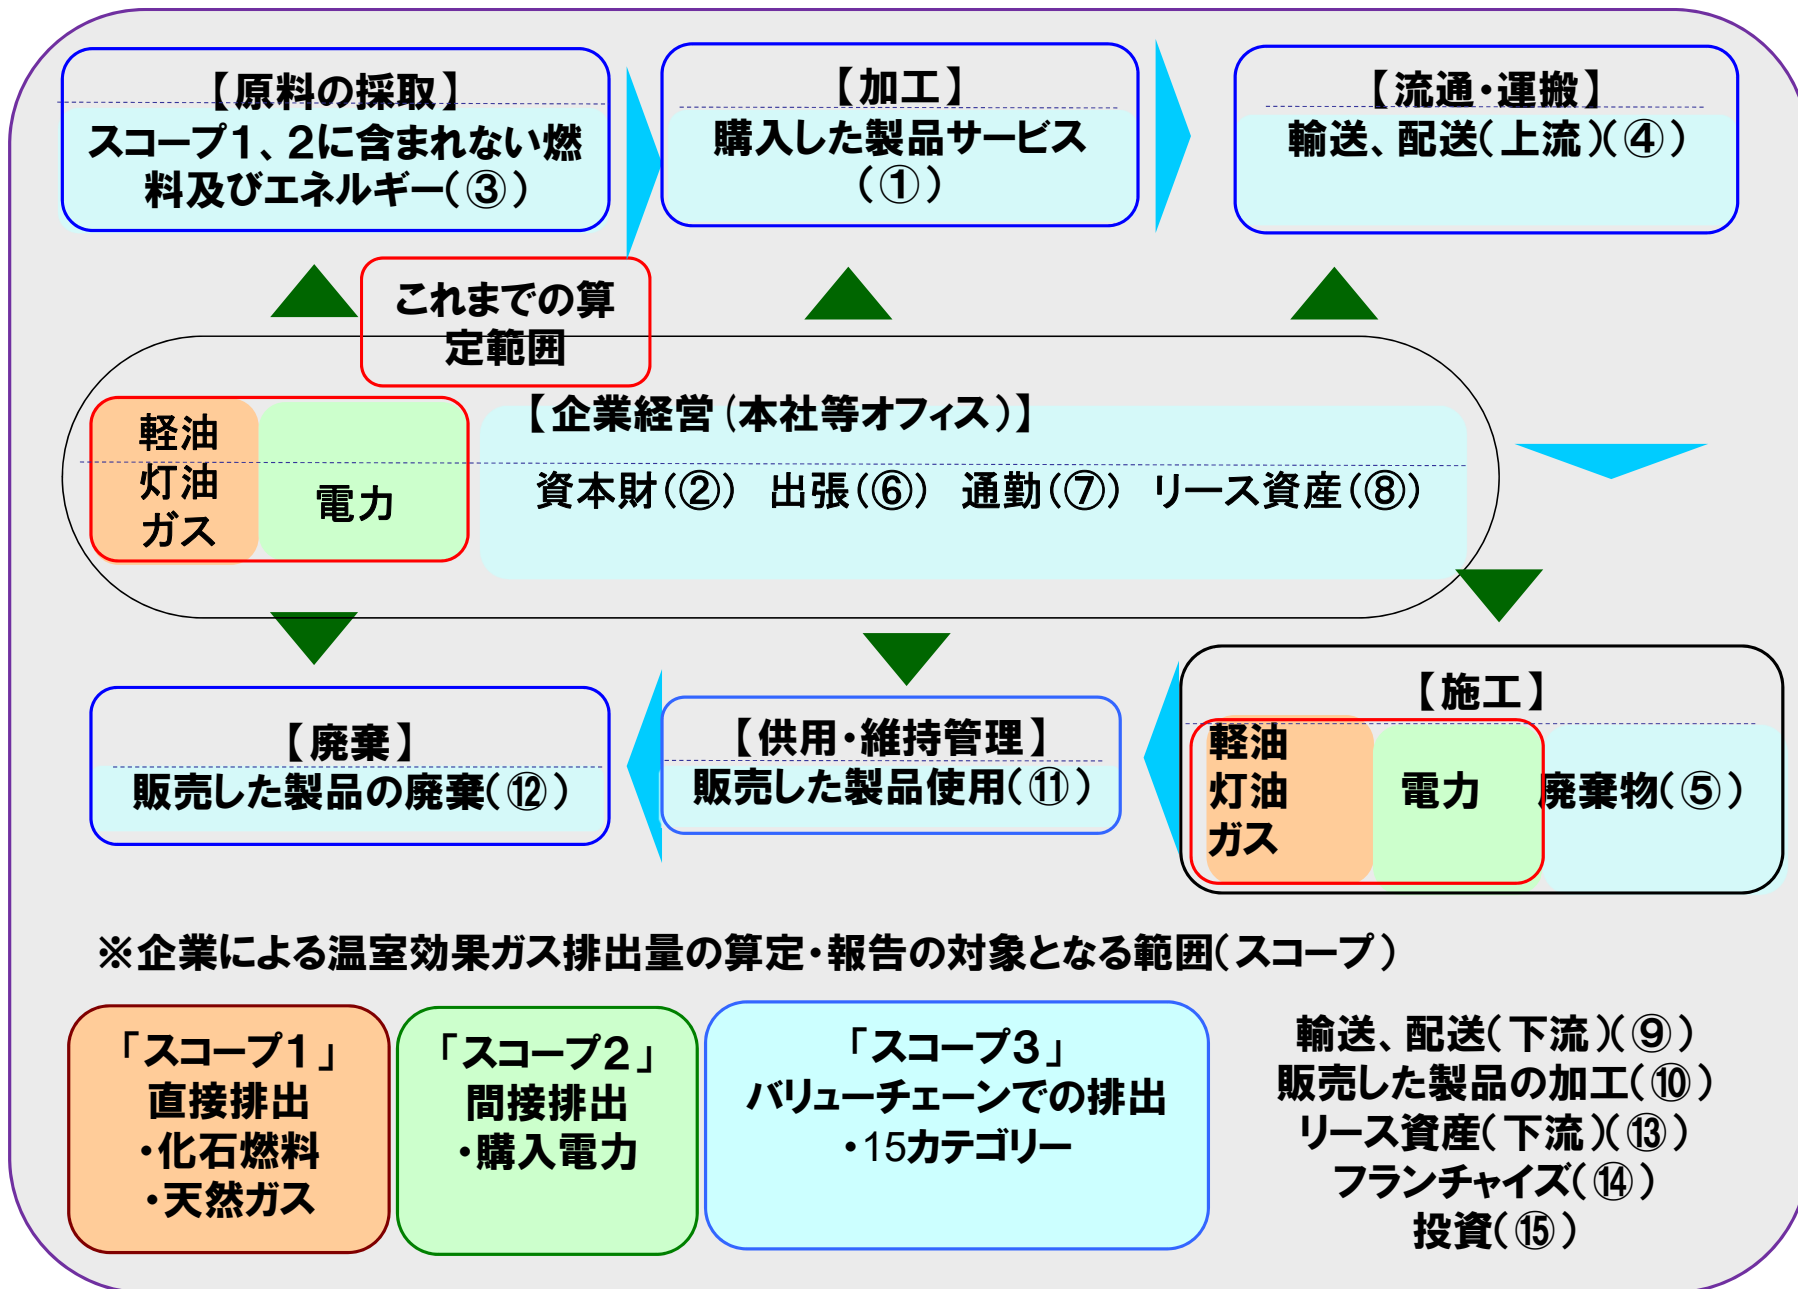 【原料の採取】
スコープ1、2に含まれない燃
料及びエネルギー(③)
【加工】
購入した製品サービス
(①)
【流通・運搬】
輸送、配送(上流)(④)
これまでの算
定範囲
軽油
灯油
ガス
電力
【企業経営(本社等オフィス)】
資本財(②) 出張(⑥) 通勤(⑦) リース資産(⑧)
【廃棄】
販売した製品の廃棄(⑫)
【供用・維持管理】
販売した製品使用(⑪)
【施工】
軽油
灯油
ガス
電力
廃棄物(⑤)
※企業による温室効果ガス排出量の算定・報告の対象となる範囲(スコープ)
「スコープ1」
直接排出
・化石燃料
・天然ガス
「スコープ2」
間接排出
・購入電力
「スコープ3」
バリューチェーンでの排出
・15カテゴリー
輸送、配送(下流)(⑨)
販売した製品の加工(⑩)
リース資産(下流)(⑬)
フランチャイズ(⑭)
投資(⑮)